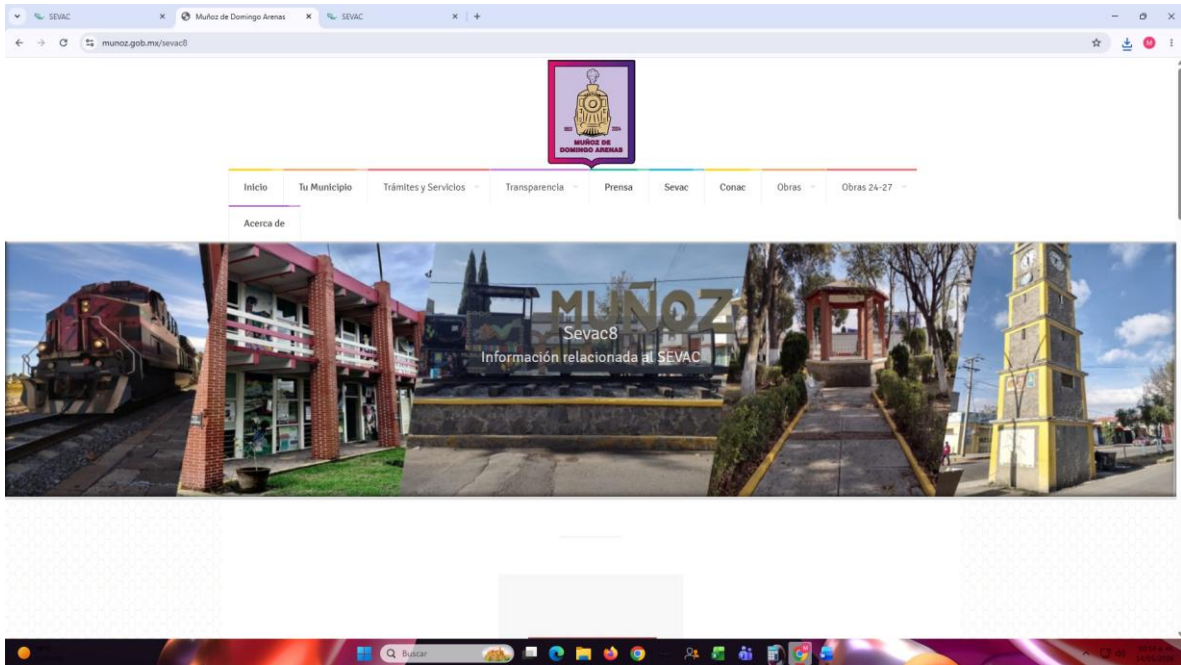 SEVAC
Muñoz de Domingo Arenas
SEVAC
munoz.gob.mx/sevac8
MUÑOZ DE
DOMINGO ARENAS
Inicio
Tu Municipio
Trámites y Servicios
Transparencia
Prensa
Sevac
Conac
Obras
Obras 24-27
Acerca de
MUÑOZ
Sevac8
Información relacionada al SEVAC
Buscar